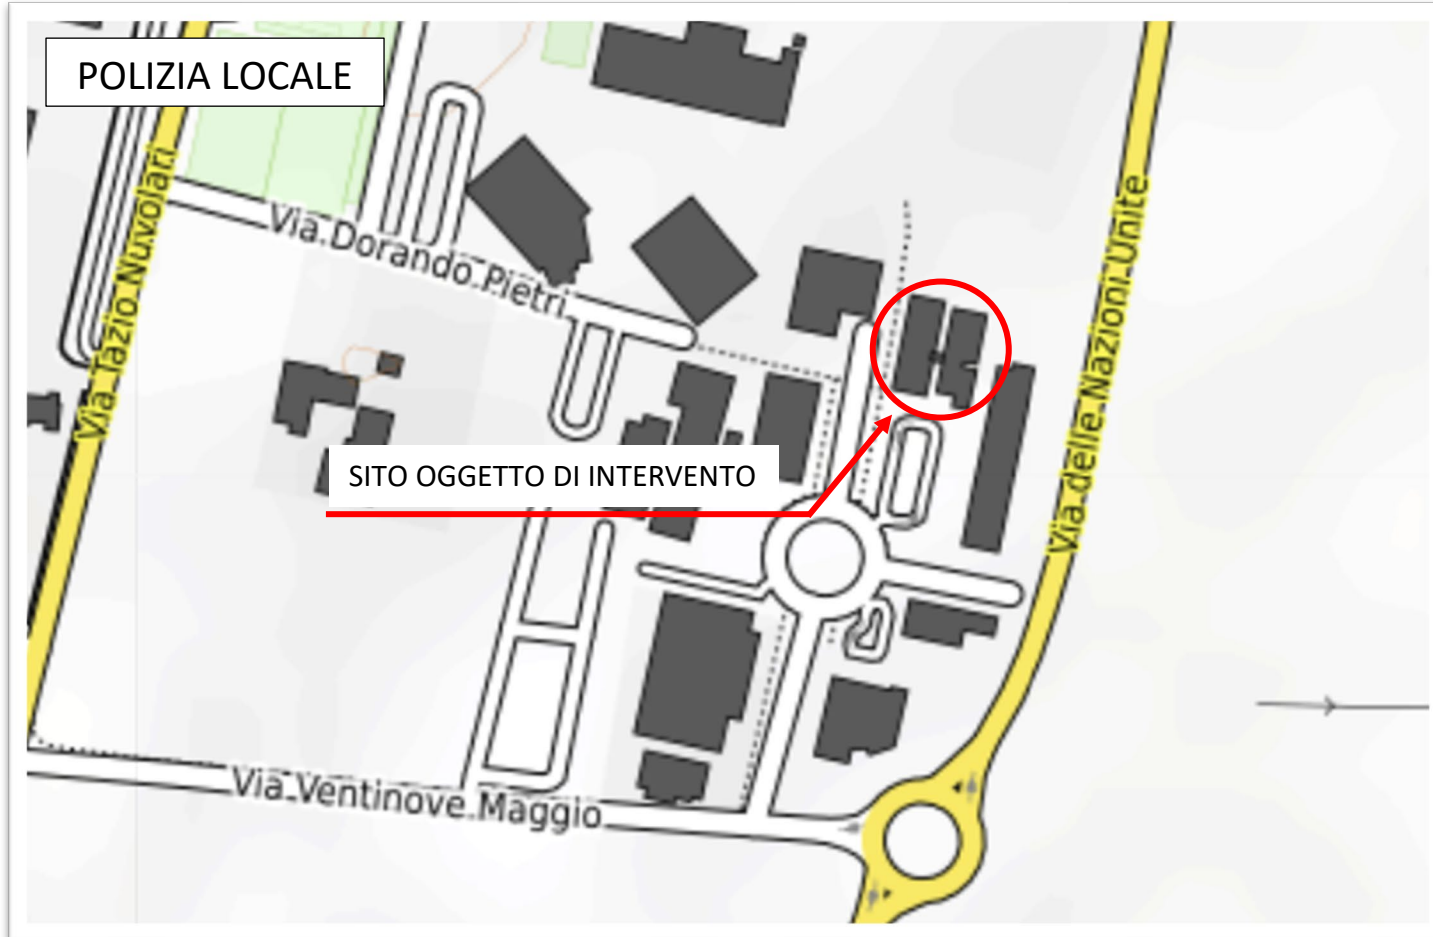 POLIZIA LOCALE
Via Tazio Nuvolari
Via Dorando Pietri
Via delle Nazioni Unite
SITO OGGETTO DI INTERVENTO
Via Ventinove Maggio